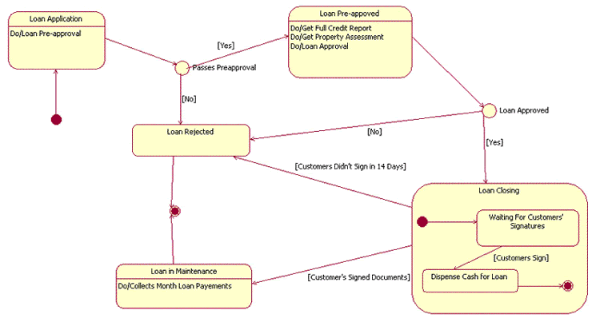 Loan Application
Do/Loan Pre-approval
Loan Pre-appoved
Do/Get Full Credit Report
Do/Get Property Assessment
Do/Loan Approval
[Yes]
Passes Preapproval
[No]
Loan Approved
Loan Rejected
[No]
[Yes]
[Customers Didn't Sign in 14 Days]
Loan Closing
Waiting For Customers'
Signatures
[Customers Sign]
Dispense Cash for Loan
[Customer's Signed Documents]
Loan in Maintenance
Do/Collects Month Loan Payements